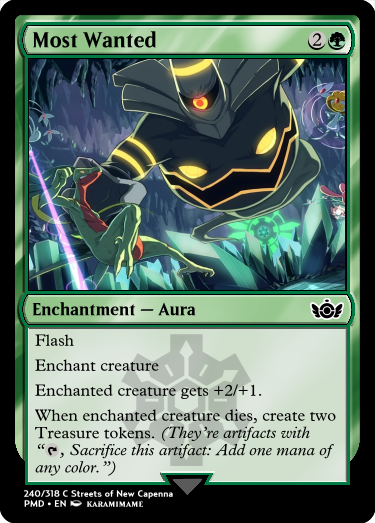 Most Wanted 2
Enchantment — Aura
Flash
Enchant creature
Enchanted creature gets +2/+1.
When enchanted creature dies, create two
Treasure tokens. (They're artifacts with
“, Sacrifice this artifact: Add one mana of
any color.”)
240/318 C Streets of New Capenna
PMD • EN KARAMIMAME